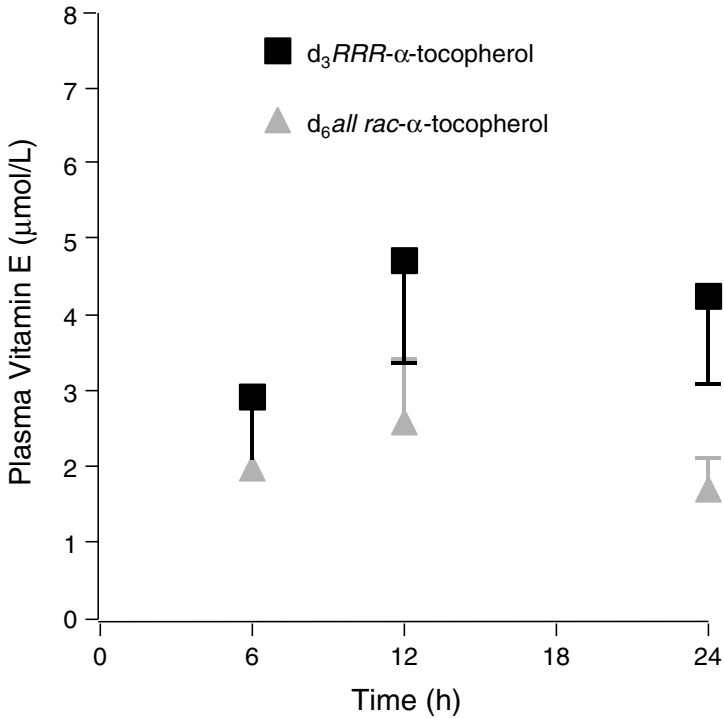 8
d₃RRR-α-tocopherol
7
d₆all rac-α-tocopherol
6
5
4
3
2
1
0
Plasma Vitamin E (μmol/L)
0 6 12 18 24
Time (h)